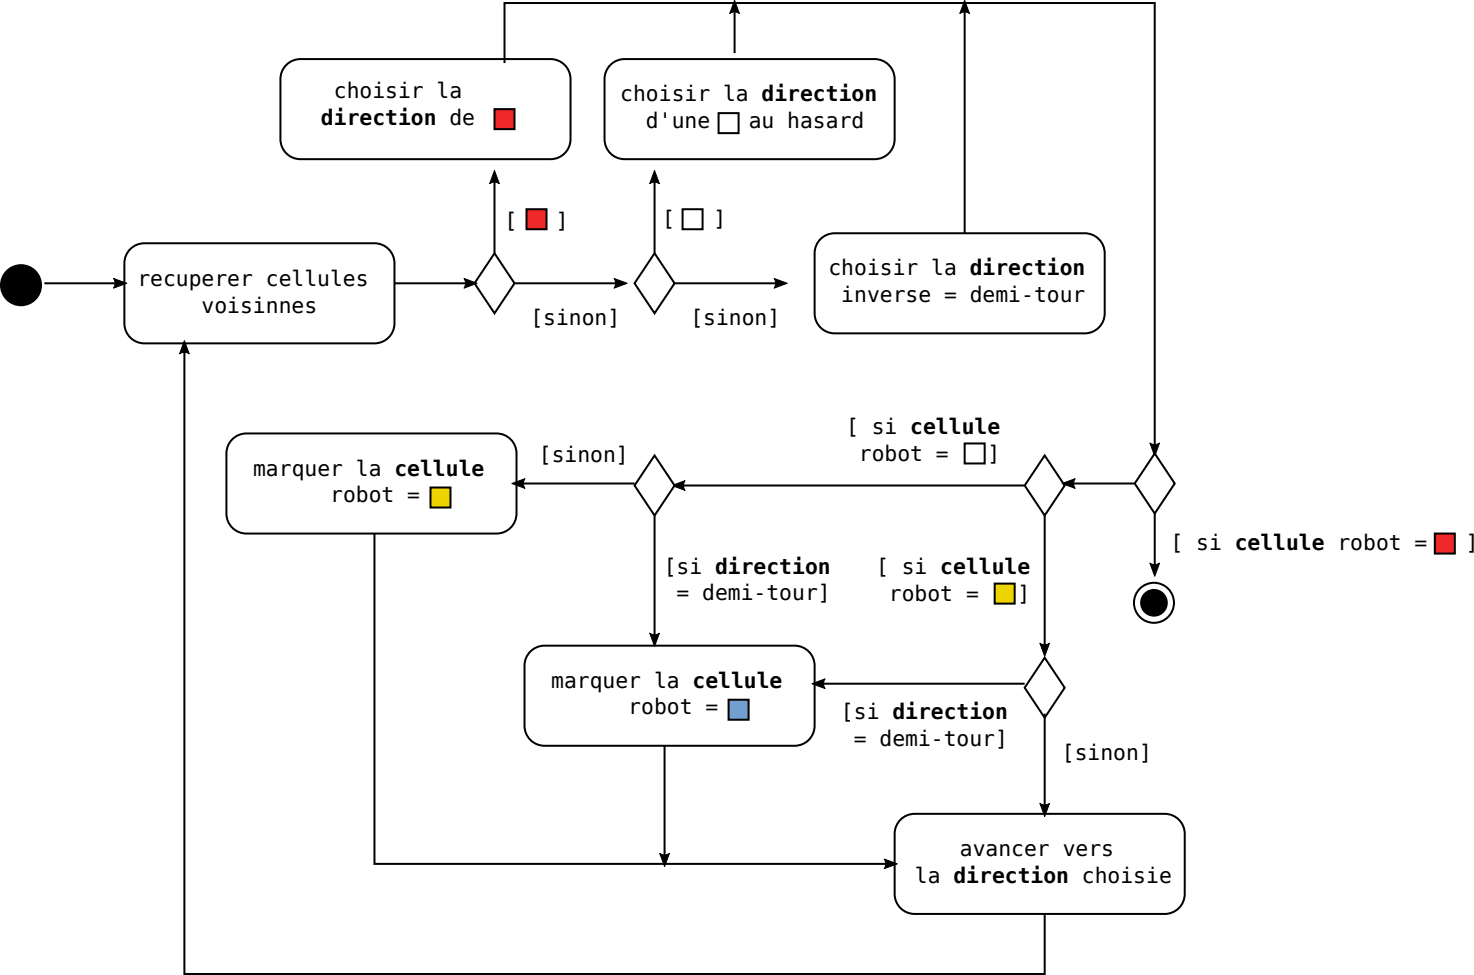 choisir la
direction de
choisir la direction
d'une au hasard
[ ]
[ ]
recuperer cellules
voisinnes
choisir la direction
inverse = demi-tour
[sinon]
[sinon]
[ si cellule
robot = ]
[sinon]
marquer la cellule
robot =
[ si cellule robot = ]
[si direction
= demi-tour]
[ si cellule
robot = ]
marquer la cellule
robot =
[si direction
= demi-tour]
[sinon]
avancer vers
la direction choisie